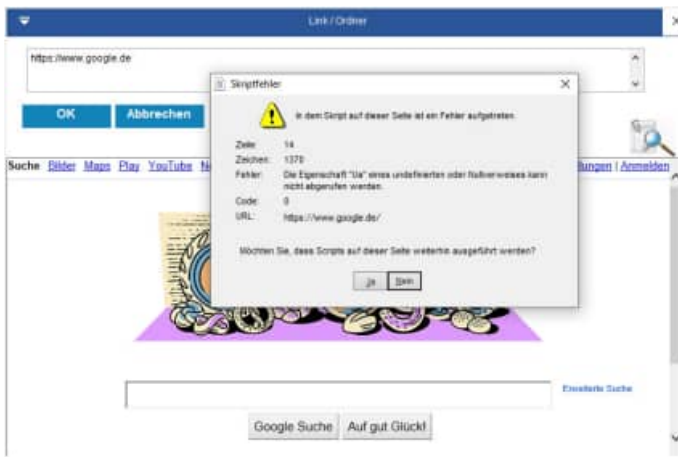 Link / Ordner
https://www.google.de
OK Abbrechen
Skriptfehler
In dem Skript auf dieser Seite ist ein Fehler aufgetreten.
Zeile: 14
Zeichen: 1370
Fehler: Die Eigenschaft "Ua" eines undefinierten oder Nullverweises kann
nicht abgerufen werden.
Code: 0
URL: https://www.google.de/
Möchten Sie, dass Scripts auf dieser Seite weiterhin ausgeführt werden?
Ja Nein
Suche Bilder Maps Play YouTube Anmelden
Erweiterte Suche
Google Suche Auf gut Glück!